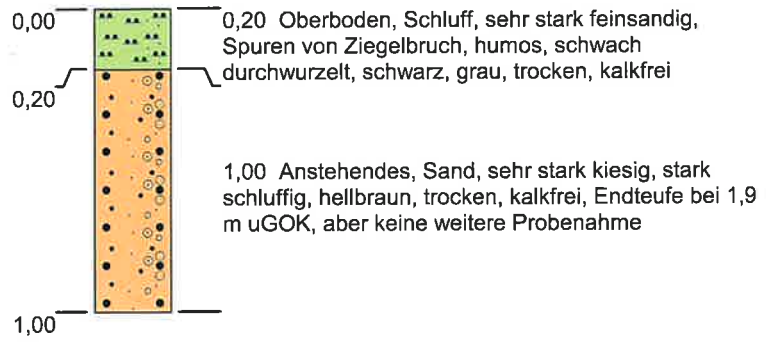 0,00
0,20 Oberboden, Schluff, sehr stark feinsandig,
Spuren von Ziegelbruch, humos, schwach
durchwurzelt, schwarz, grau, trocken, kalkfrei
0,20
1,00 Anstehendes, Sand, sehr stark kiesig, stark
schluffig, hellbraun, trocken, kalkfrei, Endteufe bei 1,9
m uGOK, aber keine weitere Probenahme
1,00